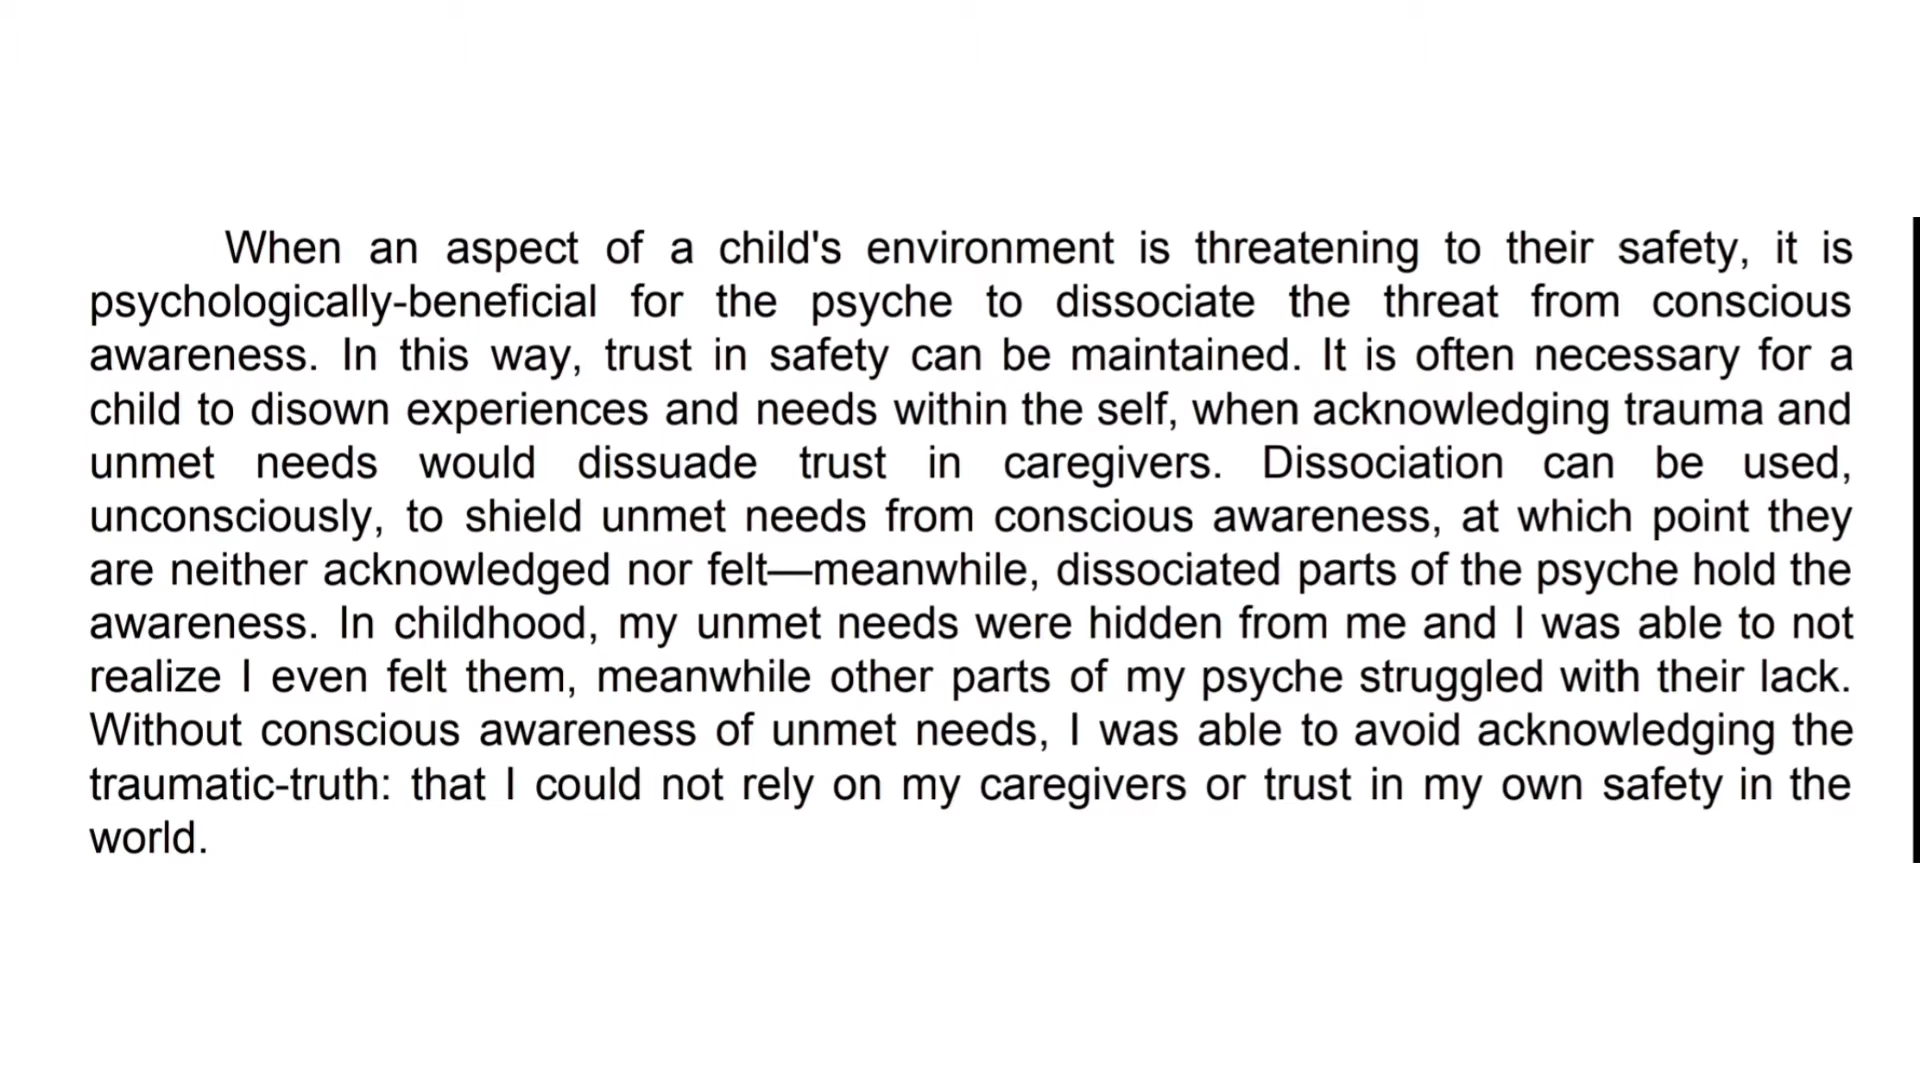 When an aspect of a child's environment is threatening to their safety, it is
psychologically-beneficial for the psyche to dissociate the threat from conscious
awareness. In this way, trust in safety can be maintained. It is often necessary for a
child to disown experiences and needs within the self, when acknowledging trauma and
unmet needs would dissuade trust in caregivers. Dissociation can be used,
unconsciously, to shield unmet needs from conscious awareness, at which point they
are neither acknowledged nor felt—meanwhile, dissociated parts of the psyche hold the
awareness. In childhood, my unmet needs were hidden from me and I was able to not
realize I even felt them, meanwhile other parts of my psyche struggled with their lack.
Without conscious awareness of unmet needs, I was able to avoid acknowledging the
traumatic-truth: that I could not rely on my caregivers or trust in my own safety in the
world.